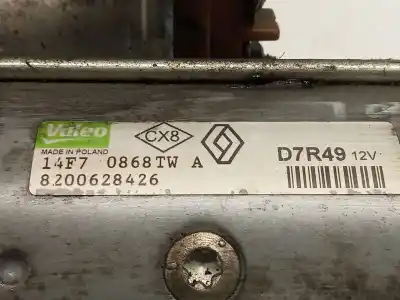 Valeo
MADE IN POLAND
CX8
14F7 0868TW A
8200628426
D7R49 12V